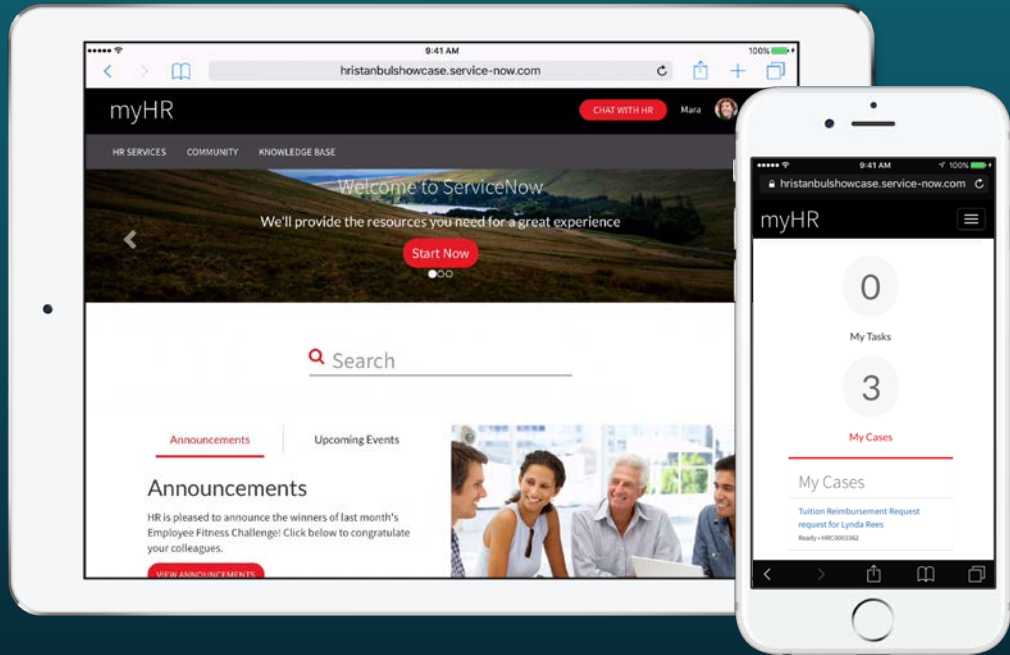 9:41 AM
100%
hristanbulshowcase.service-now.com
myHR
CHAT WITH HR
Mara
HR SERVICES
COMMUNITY
KNOWLEDGE BASE
Welcome to ServiceNow
We'll provide the resources you need for a great experience
Start Now
Search
Announcements
Upcoming Events
Announcements
HR is pleased to announce the winners of last month's
Employee Fitness Challenge! Click below to congratulate
your colleagues.
VIEW ANNOUNCEMENTS
9:41 AM
100%
hristanbulshowcase.service-now.com
myHR
0
My Tasks
3
My Cases
My Cases
Tuition Reimbursement Request
request for Lynda Rees
Ready • HRC0001062